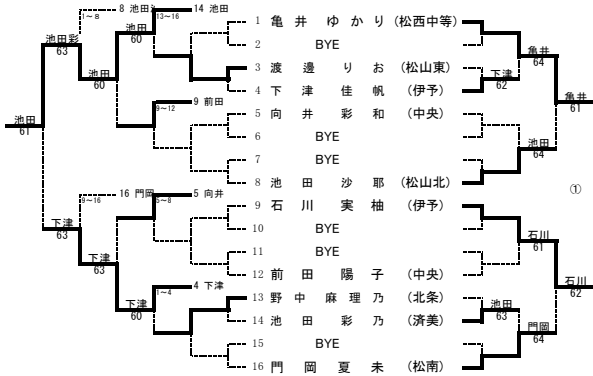 8 池田
1～8
14 池田
13～16
池田
60
池田彩
63
池田
60
9 前田
9～12
池田
61
16 門岡
9～16
5 向井
5～8
下津
63
下津
63
下津
60
4 下津
1～4
1 亀井 ゆかり (松西中等)
2 BYE
3 渡邊りお (松山東)
4 下津佳帆 (伊予)
5 向井彩和 (中央)
6 BYE
7 BYE
8 池田沙耶 (松山北)
9 石川実柚 (伊予)
10 BYE
11 BYE
12 前田陽子 (中央)
13 野中麻理乃 (北条)
14 池田彩乃 (済美)
15 BYE
16 門岡夏未 (松南)
亀井
64
下津
62
亀井
61
池田
64
①
石川
61
石川
62
池田
63
門岡
64